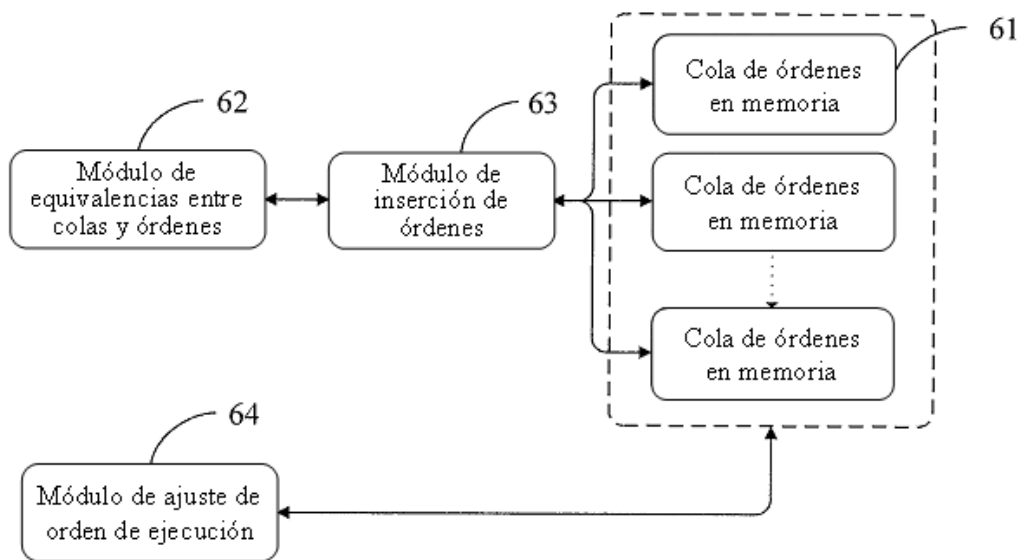 61
Cola de órdenes
en memoria
62
63
Módulo de
equivalencias entre
colas y órdenes
Módulo de
inserción de
órdenes
Cola de órdenes
en memoria
Cola de órdenes
en memoria
64
Módulo de ajuste de
orden de ejecución